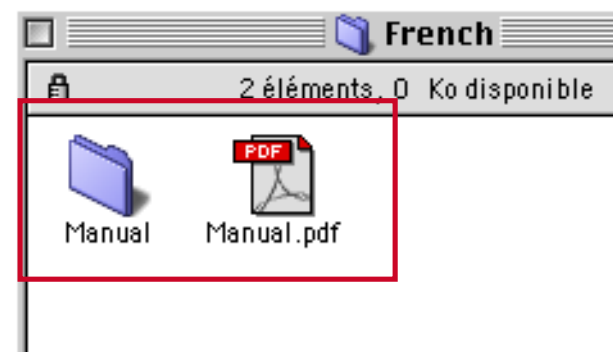 French
2 éléments, 0 Ko disponible
PDF
Manual
Manual.pdf